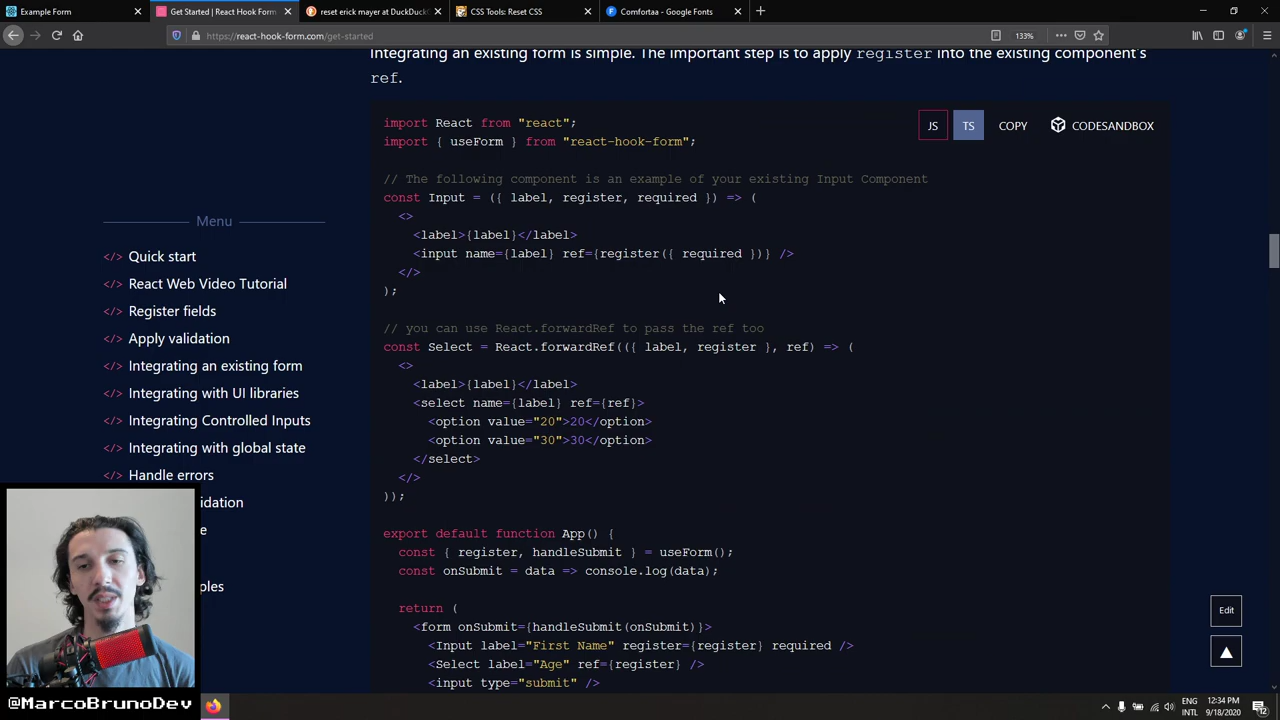 Example Form
Get Started | React Hook Form
reset erick mayer at DuckDuck
CSS Tools: Reset CSS
Comfortaa - Google Fonts
https://react-hook-form.com/get-started
133%
Integrating an existing form is simple. The important step is to apply register into the existing component's
ref.
JS
TS
COPY
CODESANDBOX
import React from "react";
import { useForm } from "react-hook-form";
// The following component is an example of your existing Input Component
const Input = ({ label, register, required }) => (
<>
<label>{label}</label>
<input name={label} ref={register({ required })} />
</>
);
// you can use React.forwardRef to pass the ref too
const Select = React.forwardRef(({ label, register }, ref) => (
<>
<label>{label}</label>
<select name={label} ref={ref}>
<option value="20">20</option>
<option value="30">30</option>
</select>
</>
));
export default function App() {
const { register, handleSubmit } = useForm();
const onSubmit = data => console.log(data);
return (
<form onSubmit={handleSubmit(onSubmit)}>
<Input label="First Name" register={register} required />
<Select label="Age" ref={register} />
<input type="submit" />
Menu
</> Quick start
</> React Web Video Tutorial
</> Register fields
</> Apply validation
</> Integrating an existing form
</> Integrating with UI libraries
</> Integrating Controlled Inputs
</> Integrating with global state
</> Handle errors
idation
e
ples
Edit
@MarcoBrunoDev
ENG
INTL
12:34 PM
9/18/2020
12